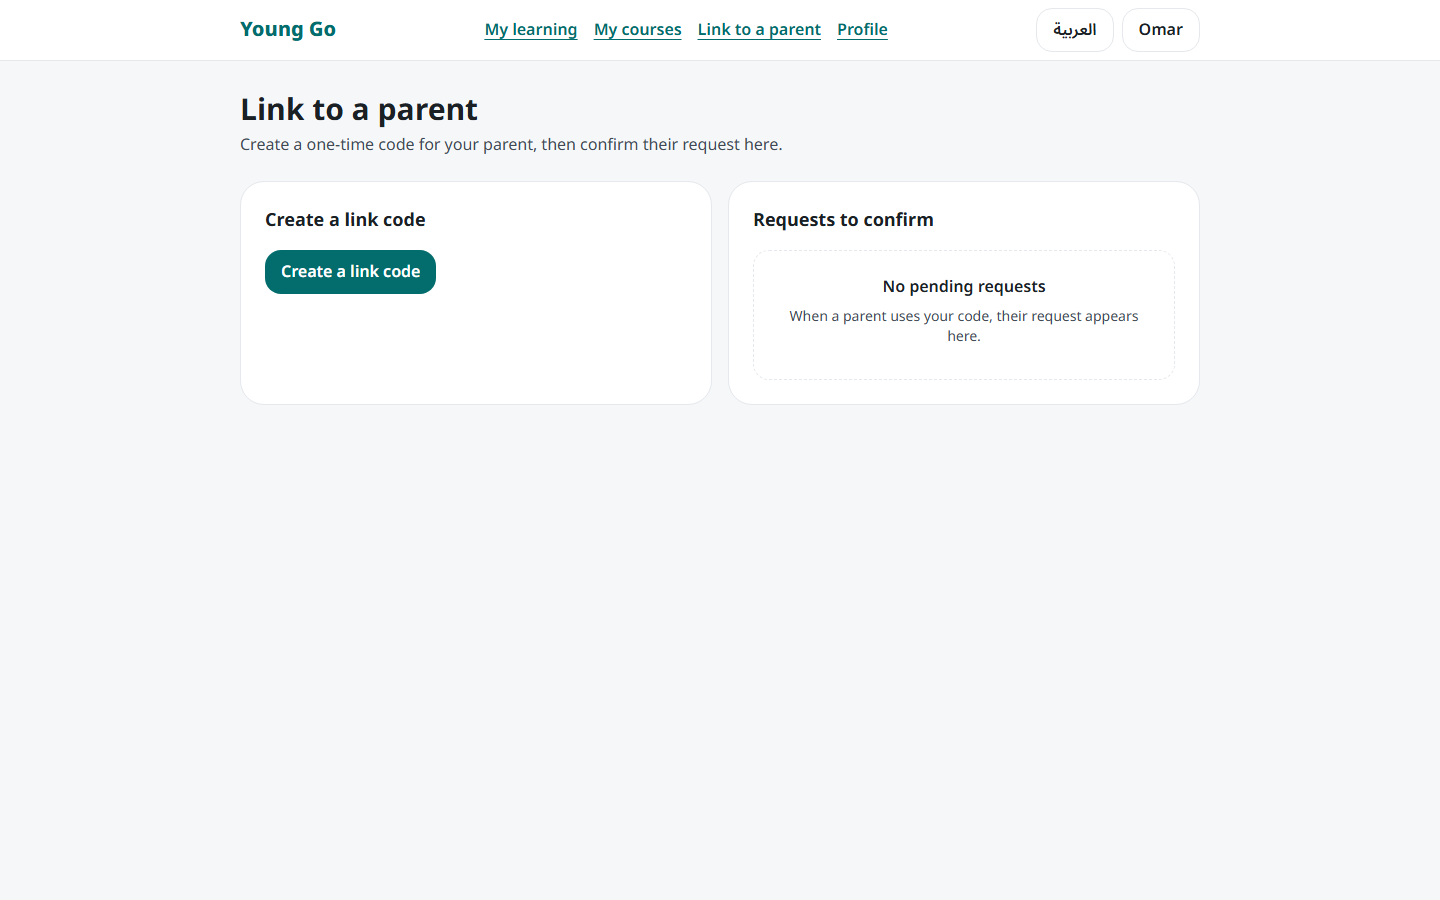 Young Go
My learning
My courses
Link to a parent
Profile
العربية
Omar
Link to a parent
Create a one-time code for your parent, then confirm their request here.
Create a link code
Create a link code
Requests to confirm
No pending requests
When a parent uses your code, their request appears
here.